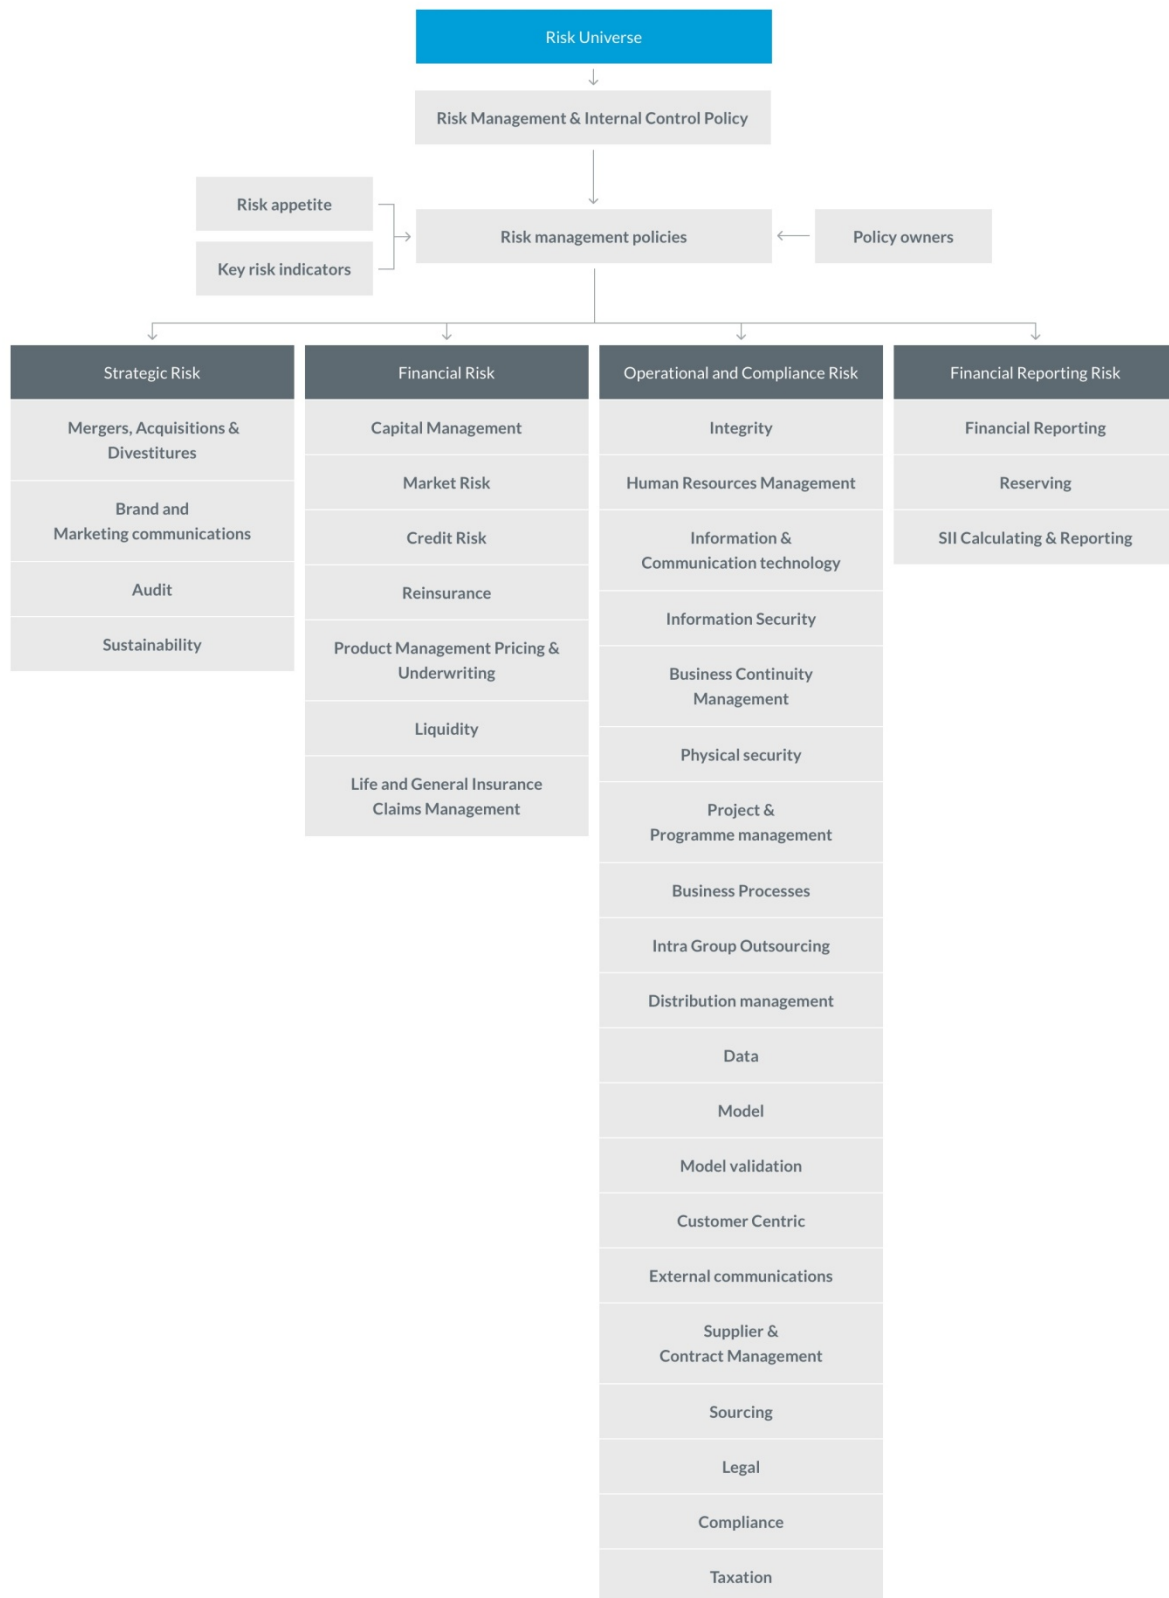 Risk Universe
Risk Management & Internal Control Policy
Risk appetite
Key risk indicators
Risk management policies
Policy owners
Strategic Risk
Mergers, Acquisitions &
Divestitures
Brand and
Marketing communications
Audit
Sustainability
Financial Risk
Capital Management
Market Risk
Credit Risk
Reinsurance
Product Management Pricing &
Underwriting
Liquidity
Life and General Insurance
Claims Management
Operational and Compliance Risk
Integrity
Human Resources Management
Information &
Communication technology
Information Security
Business Continuity
Management
Physical security
Project &
Programme management
Business Processes
Intra Group Outsourcing
Distribution management
Data
Model
Model validation
Customer Centric
External communications
Supplier &
Contract Management
Sourcing
Legal
Compliance
Taxation
Financial Reporting Risk
Financial Reporting
Reserving
SII Calculating & Reporting